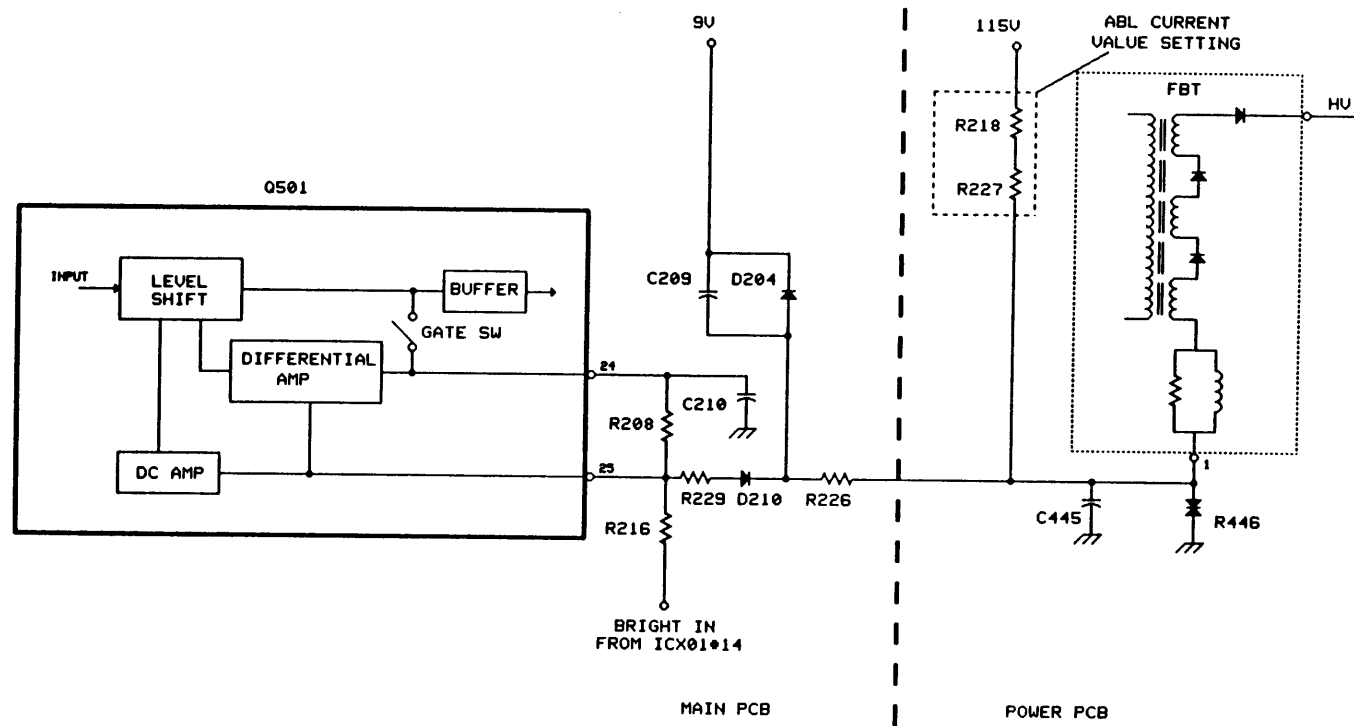 9V
115V
ABL CURRENT
VALUE SETTING
FBT
HV
R218
R227
Q501
INPUT
LEVEL
SHIFT
BUFFER
GATE SW
DIFFERENTIAL
AMP
DC AMP
C209
D204
24
C210
R208
25
R229
D210
R226
R216
1
C445
R446
BRIGHT IN
FROM ICX01#14
MAIN PCB
POWER PCB